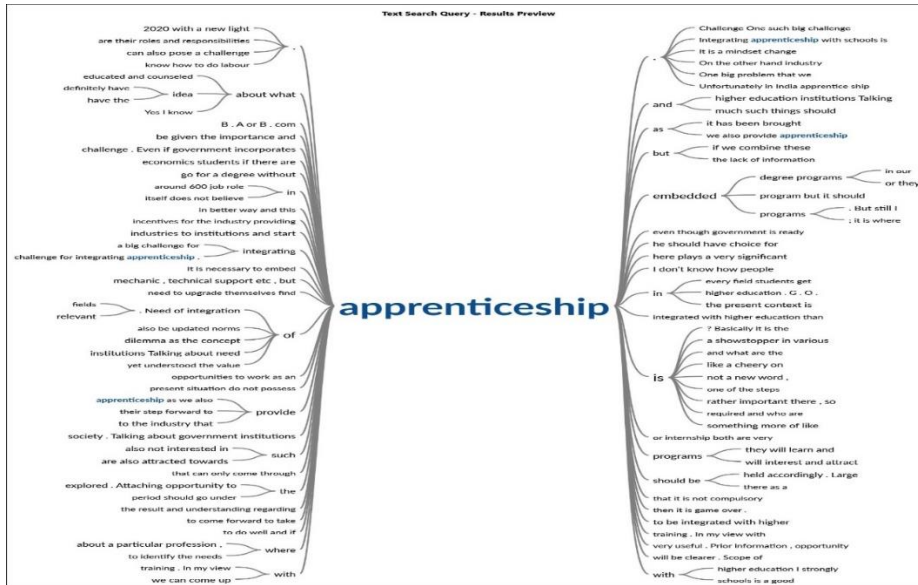 Text Search Query - Results Preview
2020 with a new light
are their roles and responsibilities
can also pose a challenge
know how to do labour
.
educated and counseled
definitely have
have the
idea
Yes I know
about what
B . A or B . com
be given the importance and
challenge . Even if government incorporates
economics students if there are
go for a degree without
around 600 job role
itself does not believe
in
in better way and this
incentives for the industry providing
industries to institutions and start
a big challenge for
challenge for integrating apprenticeship .
integrating
It is necessary to embed
mechanic , technical support etc , but
need to upgrade themselves find
fields
relevant
. Need of integration
also be updated norms
dilemma as the concept
institutions Talking about need
yet understood the value
of
opportunities to work as an
present situation do not possess
apprenticeship as we also
their step forward to
to the industry that
provide
society . Talking about government institutions
also not interested in
are also attracted towards
such
that can only come through
explored . Attaching opportunity to
period should go under
the
the result and understanding regarding
to come forward to take
to do well and if
about a particular profession ,
to identify the needs
where
training . In my view
we can come up
with
apprenticeship
.
Challenge One such big challenge
Integrating apprenticeship with schools is
It is a mindset change
On the other hand industry
One big problem that we
Unfortunately in India apprentice ship
and
higher education institutions Talking
much such things should
as
it has been brought
we also provide apprenticeship
but
if we combine these
the lack of information
embedded
degree programs
in our
or they
program but it should
programs
. But still I
; it is where
even though government is ready
he should have choice for
here plays a very significant
I don't know how people
in
every field students get
higher education . G . O .
the present context is
integrated with higher education than
is
? Basically it is the
a showstopper in various
and what are the
like a cheery on
not a new word ,
one of the steps
rather important there , so
required and who are
something more of like
or internship both are very
programs
they will learn and
will interest and attract
should be
held accordingly . Large
there as a
that it is not compulsory
then it is game over .
to be integrated with higher
training . In my view with
very useful . Prior Information , opportunity
will be clearer . Scope of
with
higher education I strongly
schools is a good